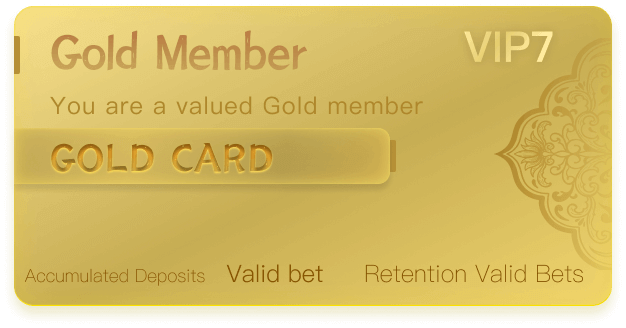 Gold Member
VIP7
You are a valued Gold member
GOLD CARD
Accumulated Deposits Valid bet Retention Valid Bets